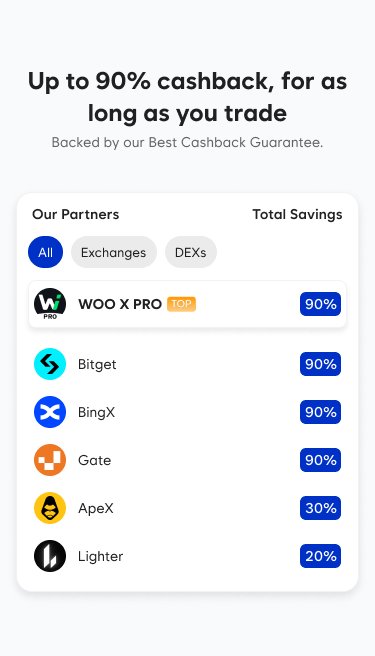 Up to 90% cashback, for as
long as you trade
Backed by our Best Cashback Guarantee.
Our Partners Total Savings
All Exchanges DEXs
W PRO WOO X PRO TOP 90%
Bitget 90%
BingX 90%
Gate 90%
ApeX 30%
Lighter 20%